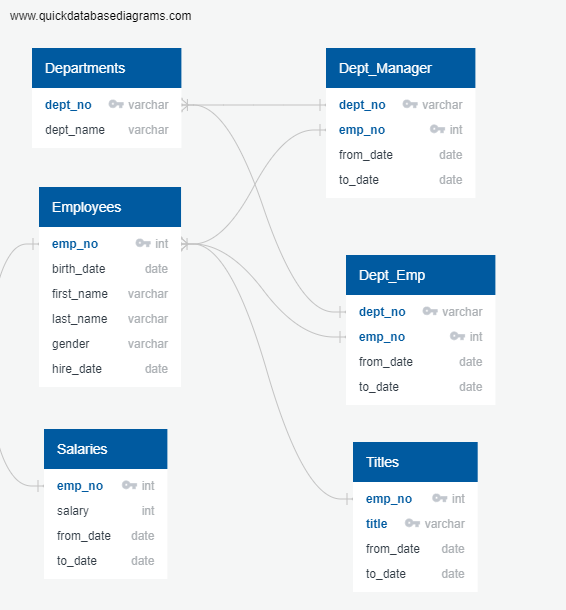 www.quickdatabasediagrams.com
Departments
dept_no varchar
dept_name varchar
Dept_Manager
dept_no varchar
emp_no int
from_date date
to_date date
Employees
emp_no int
birth_date date
first_name varchar
last_name varchar
gender varchar
hire_date date
Dept_Emp
dept_no varchar
emp_no int
from_date date
to_date date
Salaries
emp_no int
salary int
from_date date
to_date date
Titles
emp_no int
title varchar
from_date date
to_date date